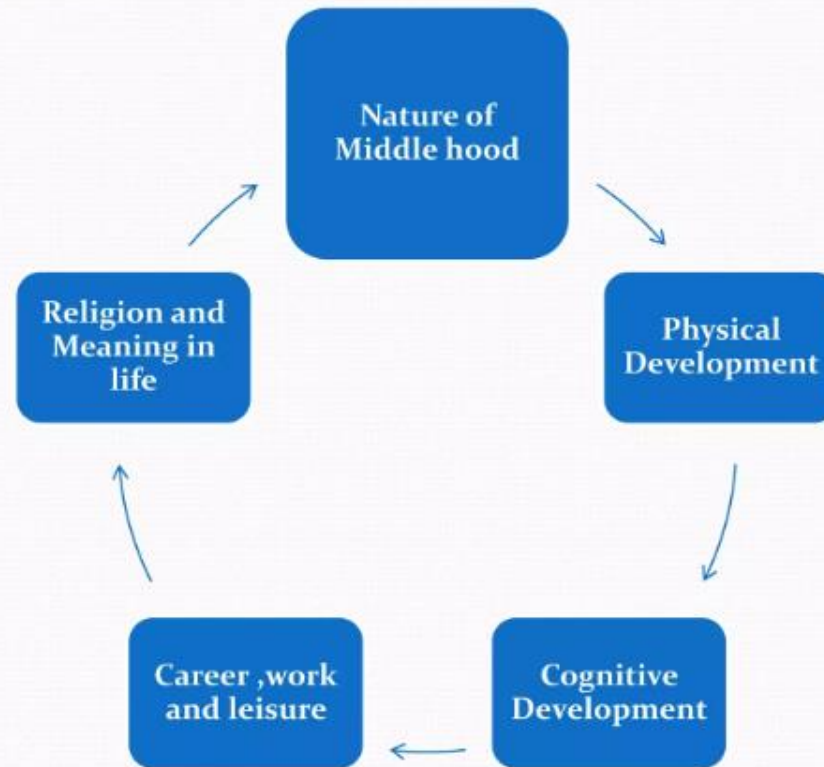 Nature of
Middle hood
Physical
Development
Cognitive
Development
Career ,work
and leisure
Religion and
Meaning in
life